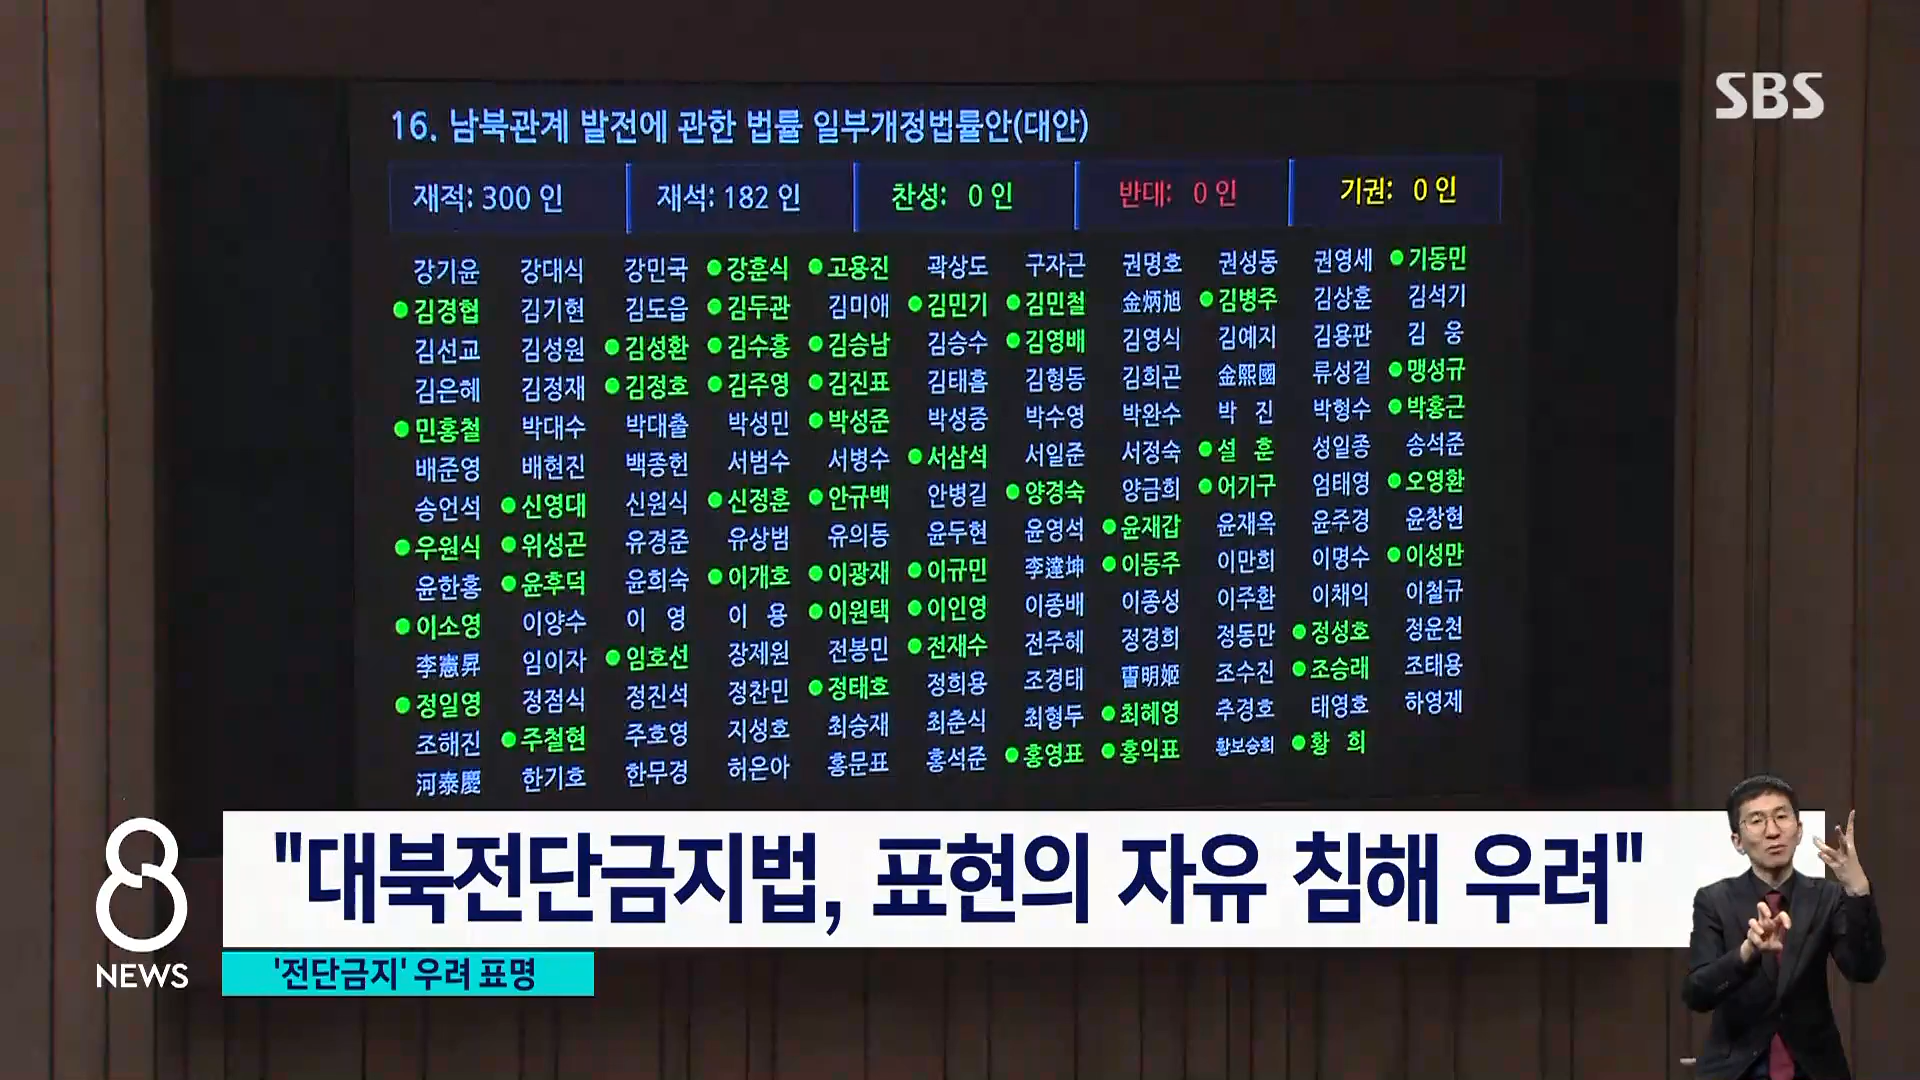 SBS
16. 남북관계 발전에 관한 법률 일부개정법률안(대안)
재적: 300 인 재석: 182 인 찬성: 0 인 반대: 0 인 기권: 0 인
강기윤 강대식 강민국 강훈식 고용진 곽상도 구자근 권명호 권성동 권영세 기동민
김경협 김기현 김도읍 김두관 김미애 김민기 김민철 金炳旭 김병주 김상훈 김석기
김선교 김성원 김성환 김수흥 김승남 김승수 김영배 김영식 김예지 김용판 김 웅
김은혜 김정재 김정호 김주영 김진표 김태흠 김형동 김희곤 金熙國 류성걸 맹성규
민홍철 박대수 박대출 박성민 박성준 박성중 박수영 박완수 박 진 박형수 박홍근
배준영 배현진 백종헌 서범수 서병수 서삼석 서일준 서정숙 설 훈 성일종 송석준
송언석 신영대 신원식 신정훈 안규백 안병길 양경숙 양금희 어기구 엄태영 오영환
우원식 위성곤 유경준 유상범 유의동 윤두현 윤영석 윤재갑 윤재옥 윤주경 윤창현
윤한홍 윤후덕 윤희숙 이개호 이광재 이규민 李達坤 이동주 이만희 이명수 이성만
이소영 이양수 이 영 이 용 이원택 이인영 이종배 이종성 이주환 이채익 이철규
李憲昇 임이자 임호선 장제원 전봉민 전재수 전주혜 정경희 정동만 정성호 정운천
정일영 정점식 정진석 정찬민 정태호 정희용 조경태 曺明姬 조수진 조승래 조태용
조해진 주철현 주호영 지성호 최승재 최춘식 최형두 최혜영 추경호 태영호 하영제
河泰慶 한기호 한무경 허은아 홍문표 홍석준 홍영표 홍익표 황보승희 황 희
"대북전단금지법, 표현의 자유 침해 우려"
8 NEWS
'전단금지' 우려 표명